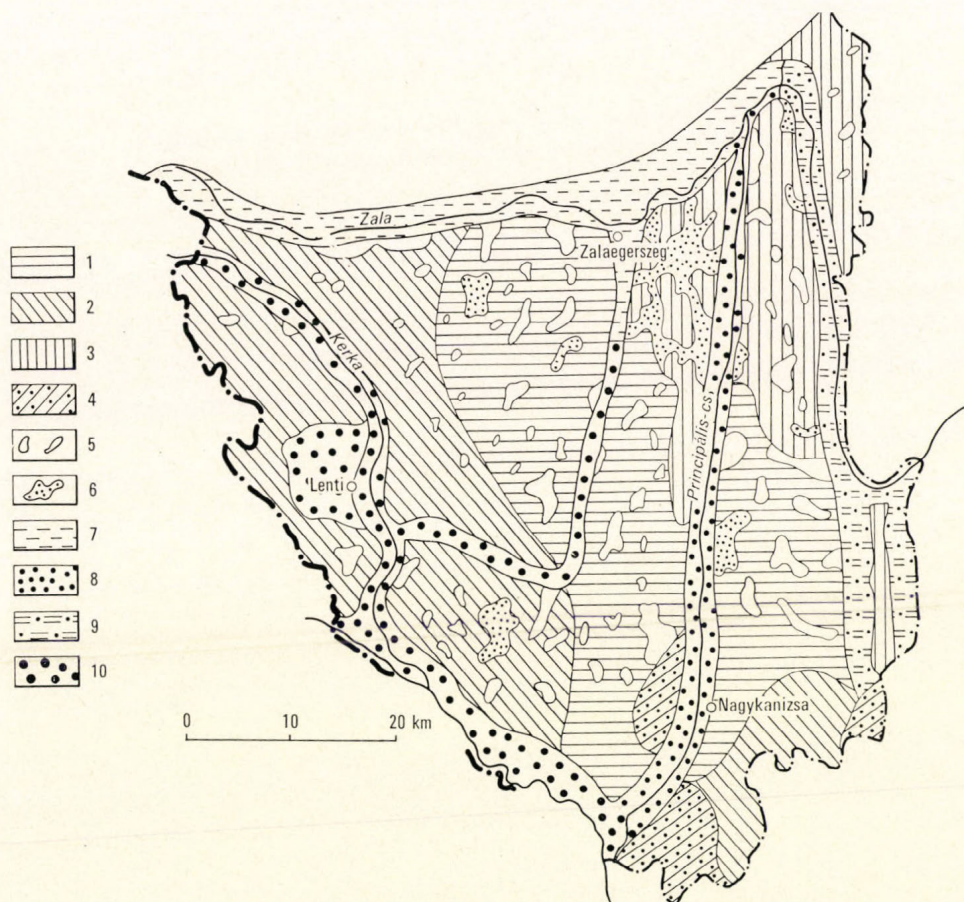 Zala
Zalaegerszeg
Kerka
Principális-cs.
Lenti
Nagykanizsa
1
2
3
4
5
6
7
8
9
10
0 10 20 km